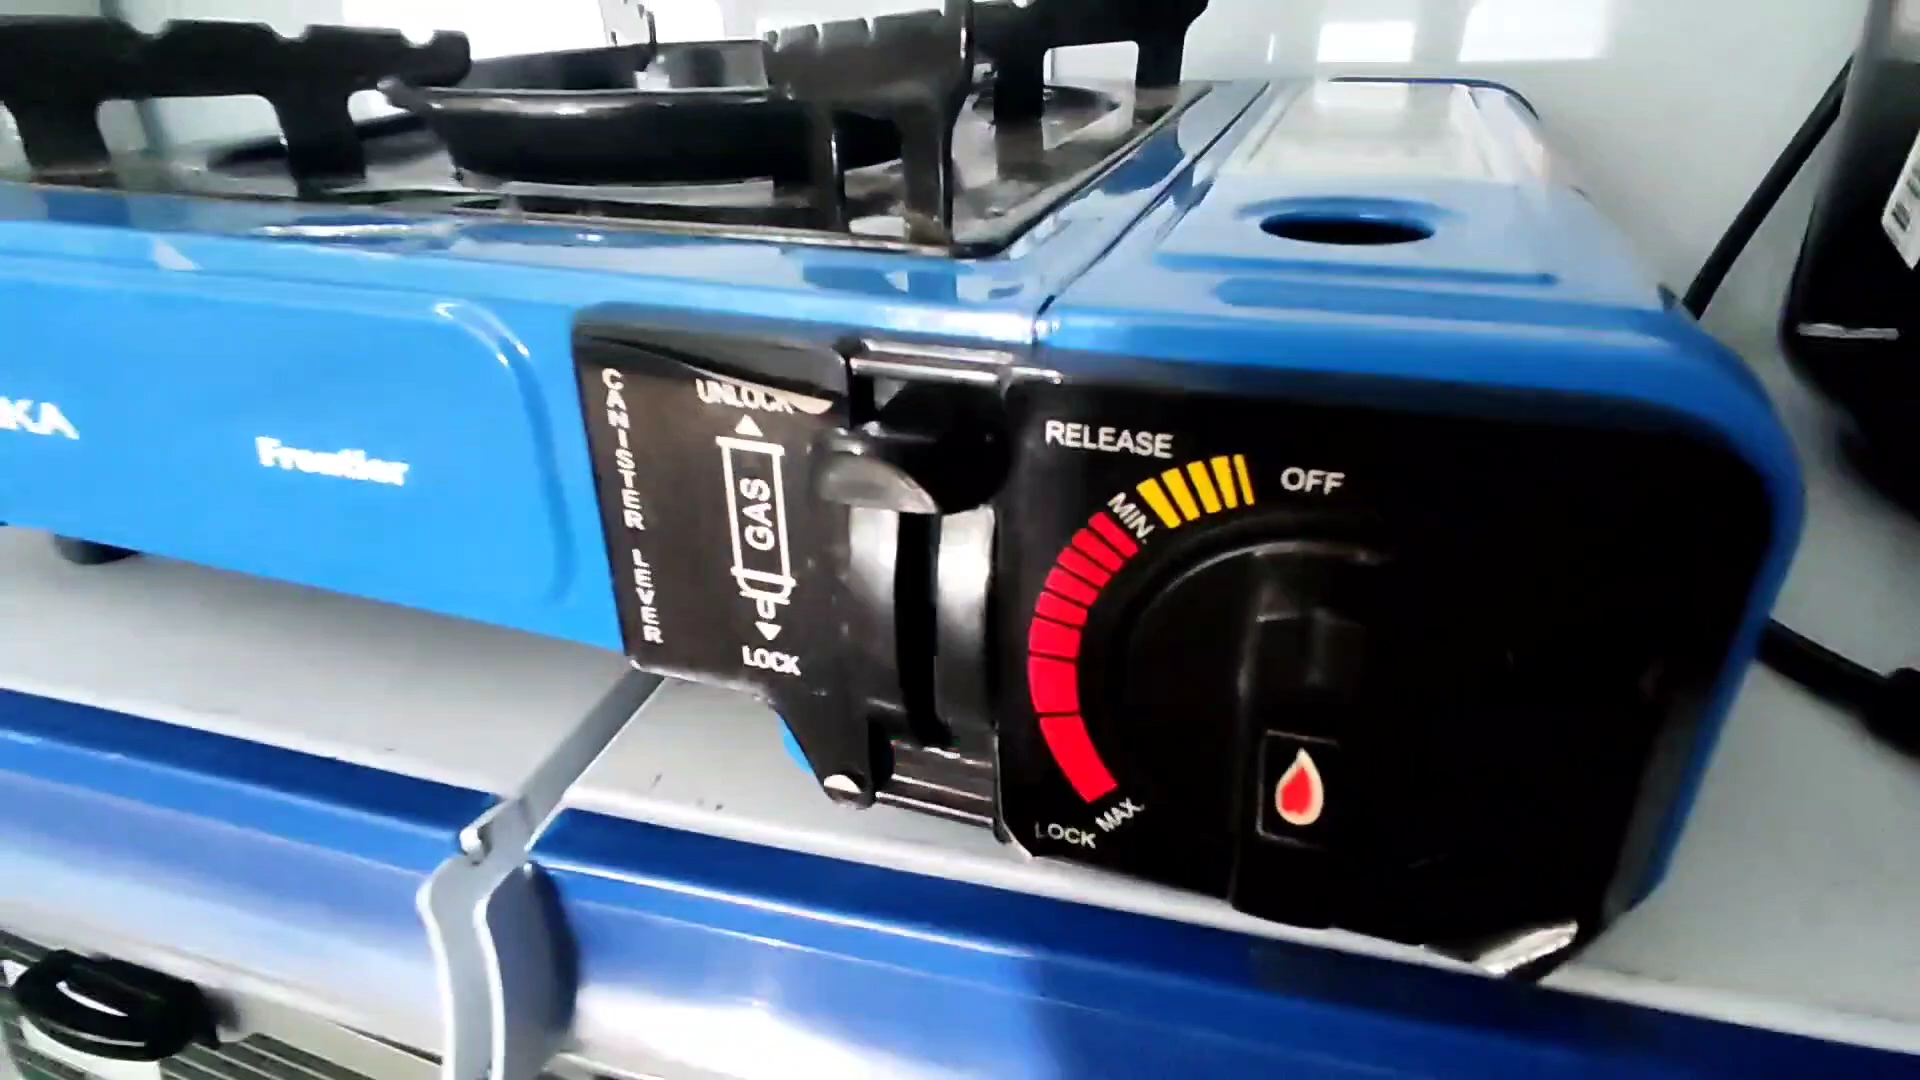 KA
Frontier
CANISTER LEVER
UNLOCK
GAS
LOCK
RELEASE
OFF
MIN.
MAX.
LOCK